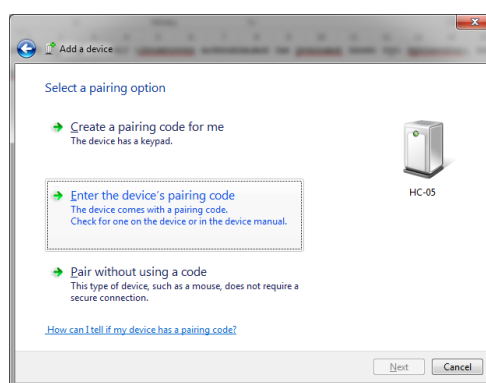 Add a device
Select a pairing option
Create a pairing code for me
The device has a keypad.
Enter the device's pairing code
The device comes with a pairing code.
Check for one on the device or in the device manual.
HC-05
Pair without using a code
This type of device, such as a mouse, does not require a
secure connection.
How can I tell if my device has a pairing code?
Next
Cancel